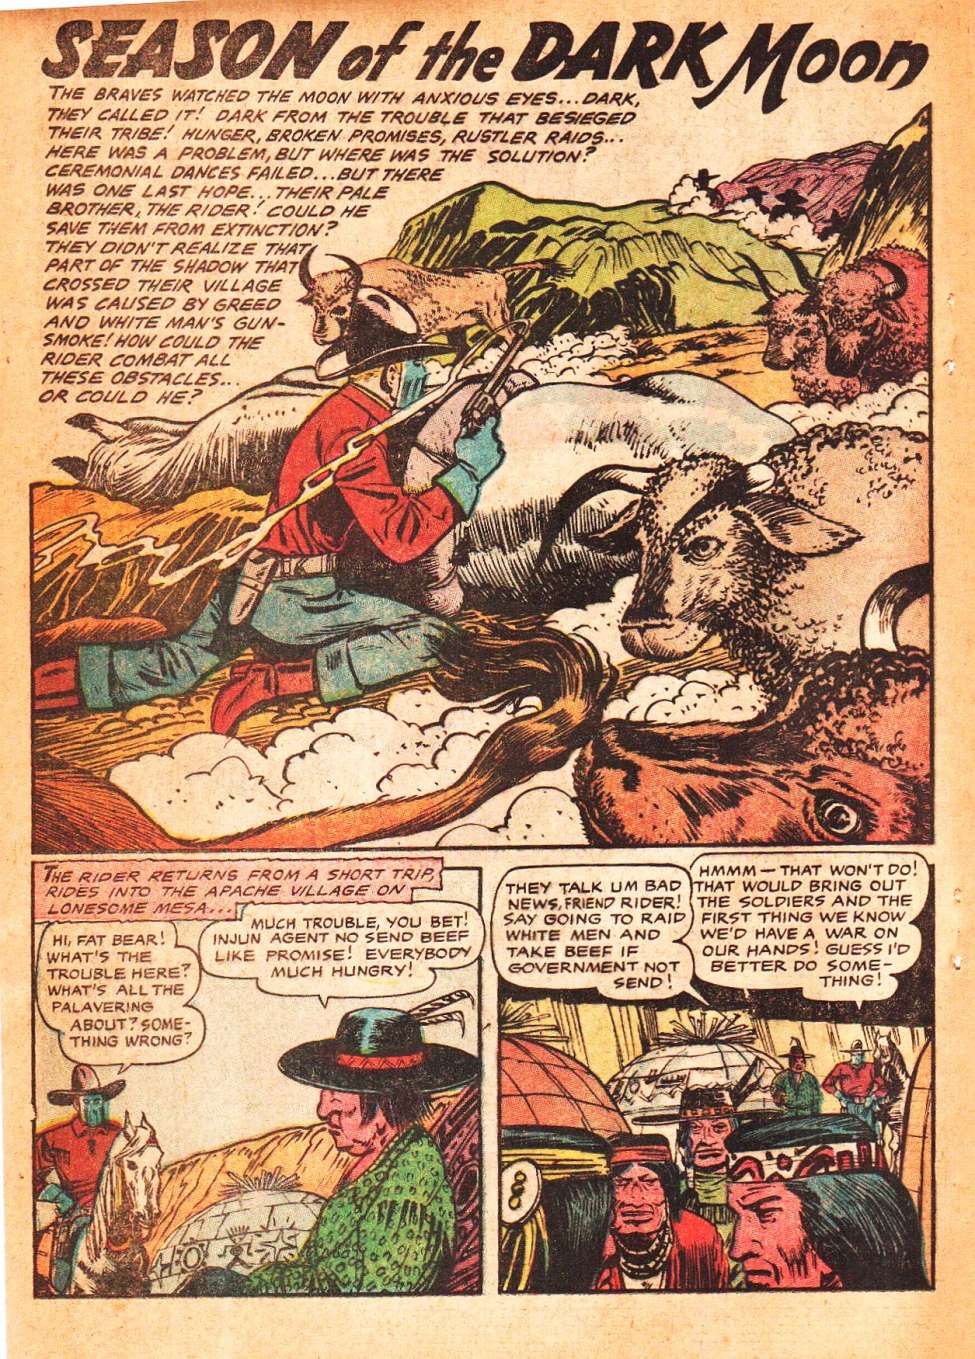 SEASON of the DARK Moon
THE BRAVES WATCHED THE MOON WITH ANXIOUS EYES... DARK,
THEY CALLED IT! DARK FROM THE TROUBLE THAT BESIEGED
THEIR TRIBE! HUNGER, BROKEN PROMISES, RUSTLER RAIDS...
HERE WAS A PROBLEM, BUT WHERE WAS THE SOLUTION?
CEREMONIAL DANCES FAILED... BUT THERE
WAS ONE LAST HOPE... THEIR PALE
BROTHER, THE RIDER! COULD HE
SAVE THEM FROM EXTINCTION?
THEY DIDN'T REALIZE THAT
PART OF THE SHADOW THAT
CROSSED THEIR VILLAGE
WAS CAUSED BY GREED
AND WHITE MAN'S GUN-
SMOKE! HOW COULD THE
RIDER COMBAT ALL
THESE OBSTACLES...
OR COULD HE?
THE RIDER RETURNS FROM A SHORT TRIP,
RIDES INTO THE APACHE VILLAGE ON
LONESOME MESA...
HI, FAT BEAR!
WHAT'S THE
TROUBLE HERE?
WHAT'S ALL THE
PALAVERING
ABOUT? SOME-
THING WRONG?
MUCH TROUBLE, YOU BET!
INJUN AGENT NO SEND BEEF
LIKE PROMISE! EVERYBODY
MUCH HUNGRY!
THEY TALK UM BAD
NEWS, FRIEND RIDER!
SAY GOING TO RAID
WHITE MEN AND
TAKE BEEF IF
GOVERNMENT NOT
SEND!
HMMM — THAT WON'T DO!
THAT WOULD BRING OUT
THE SOLDIERS AND THE
FIRST THING WE KNOW
WE'D HAVE A WAR ON
OUR HANDS! GUESS I'D
BETTER DO SOME-
THING!